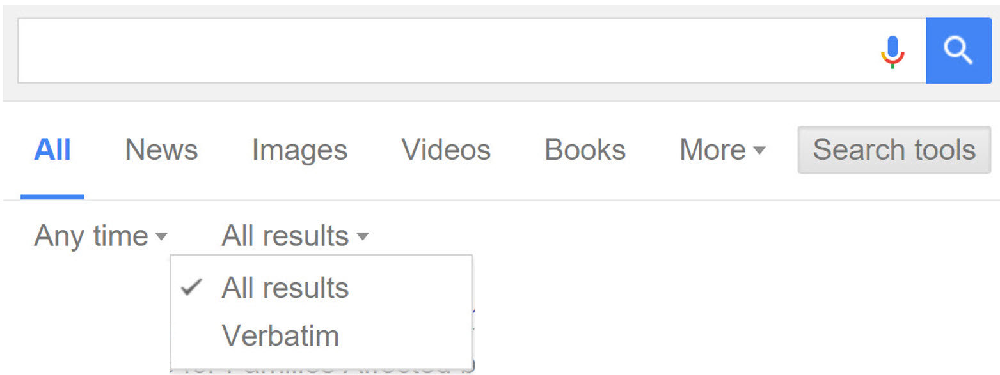 All News Images Videos Books More Search tools
Any time All results
All results
Verbatim